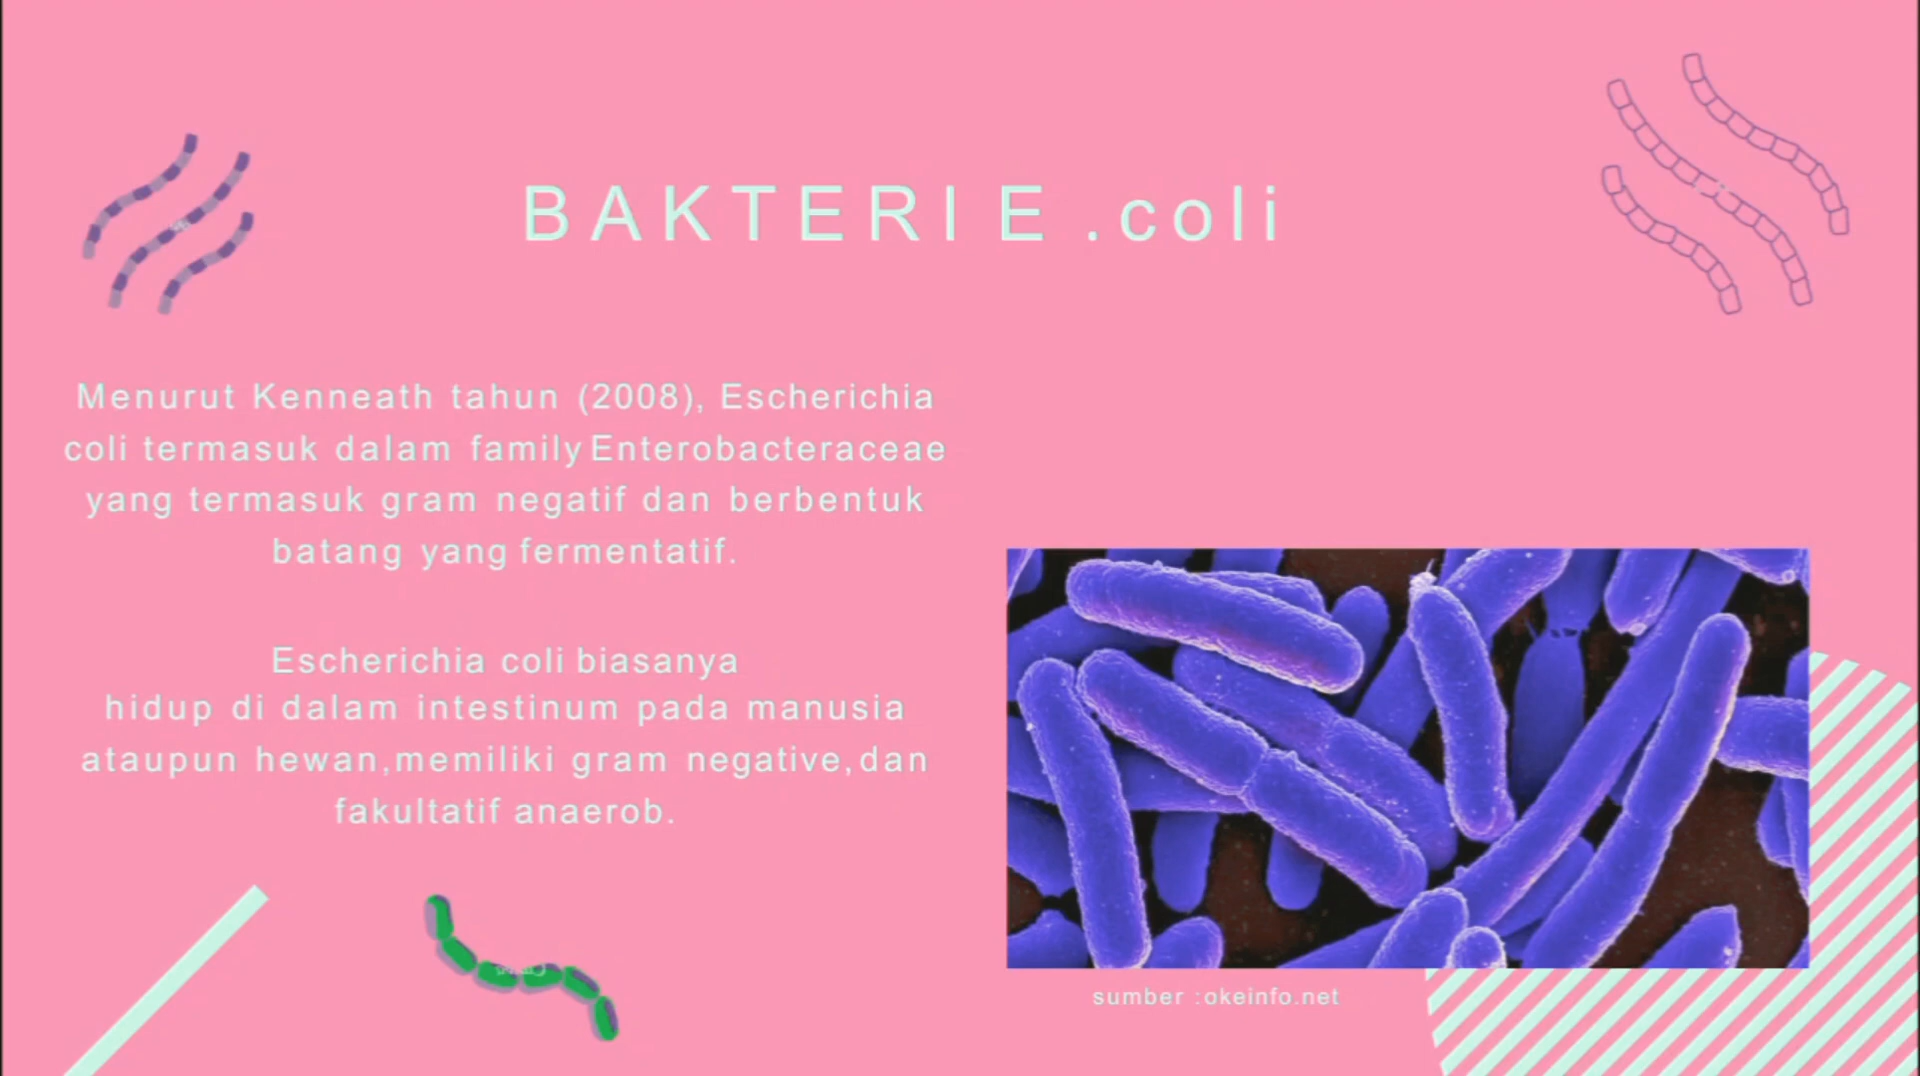 BAKTERI E.coli
Menurut Kenneath tahun (2008), Escherichia
coli termasuk dalam family Enterobacteraceae
yang termasuk gram negatif dan berbentuk
batang yang fermentatif.
Escherichia coli biasanya
hidup di dalam intestinum pada manusia
ataupun hewan,memiliki gram negative,dan
fakultatif anaerob.
sumber :okeinfo.net